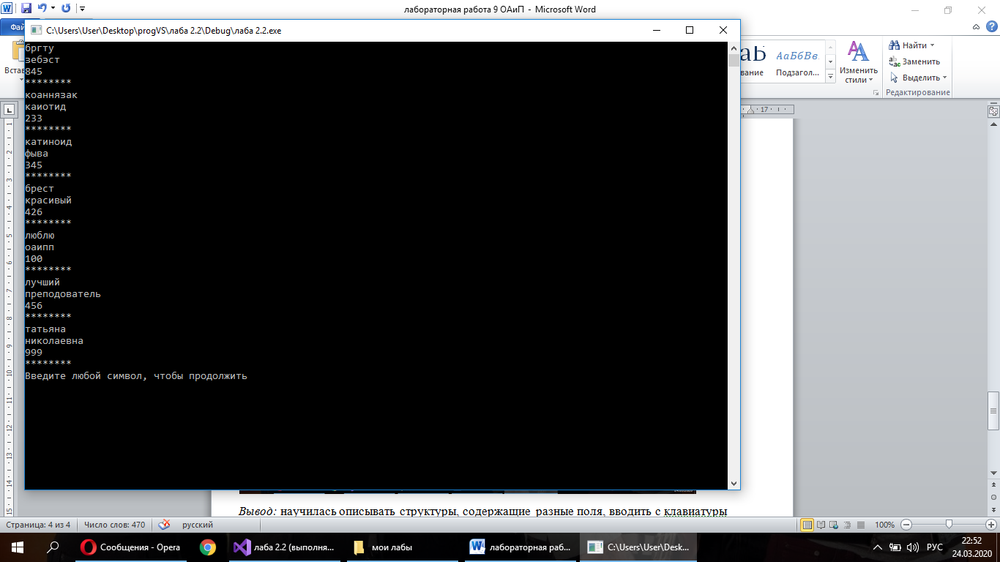 лабораторная работа 9 ОАиП - Microsoft Word
C:\Users\User\Desktop\progVS\лаба 2.2\Debug\лаба 2.2.exe
бргту
зебэст
845
********
коаннязак
каиотид
233
********
катиноид
фыва
345
********
брест
красивый
426
********
люблю
оаипп
100
********
лучший
преподователь
456
********
татьяна
николаевна
999
********
Введите любой символ, чтобы продолжить
АаБбВв
Подзагол...
Изменить
стили
Найти
Заменить
Выделить
Редактирование
17
Вывод: научилась описывать структуры, содержащие разные поля, вводить с клавиатуры
Страница: 4 из 4
Число слов: 470
русский
100%
Сообщения - Opera
лаба 2.2 (выполня...
мои лабы
лабораторная раб...
C:\Users\User\Desk...
РУС
22:52
24.03.2020